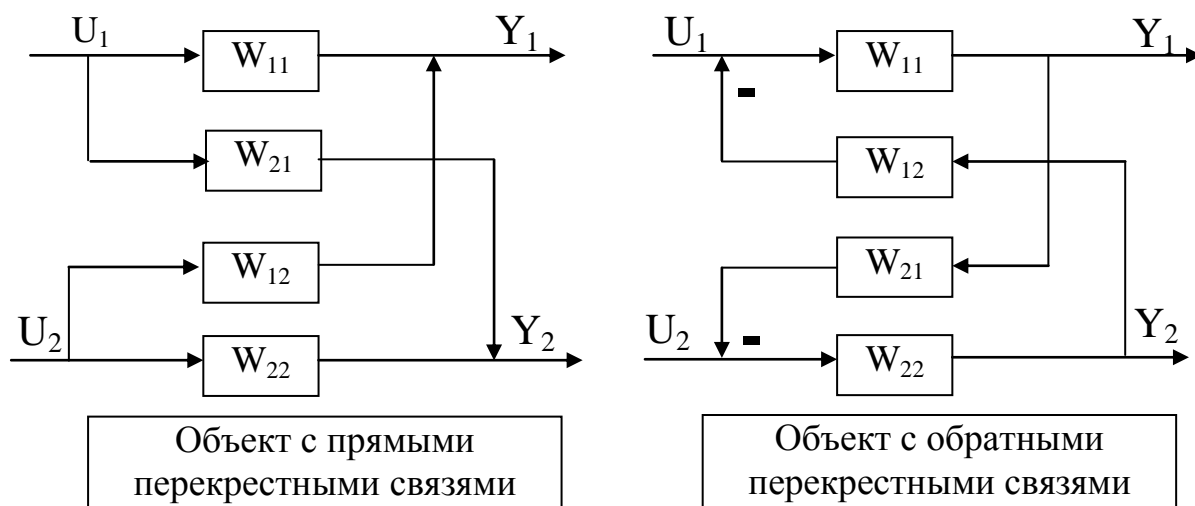 U₁
W₁₁
Y₁
W₂₁
W₁₂
U₂
W₂₂
Y₂
Объект с прямыми
перекрестными связями
U₁
W₁₁
Y₁
-
W₁₂
W₂₁
U₂
-
W₂₂
Y₂
Объект с обратными
перекрестными связями